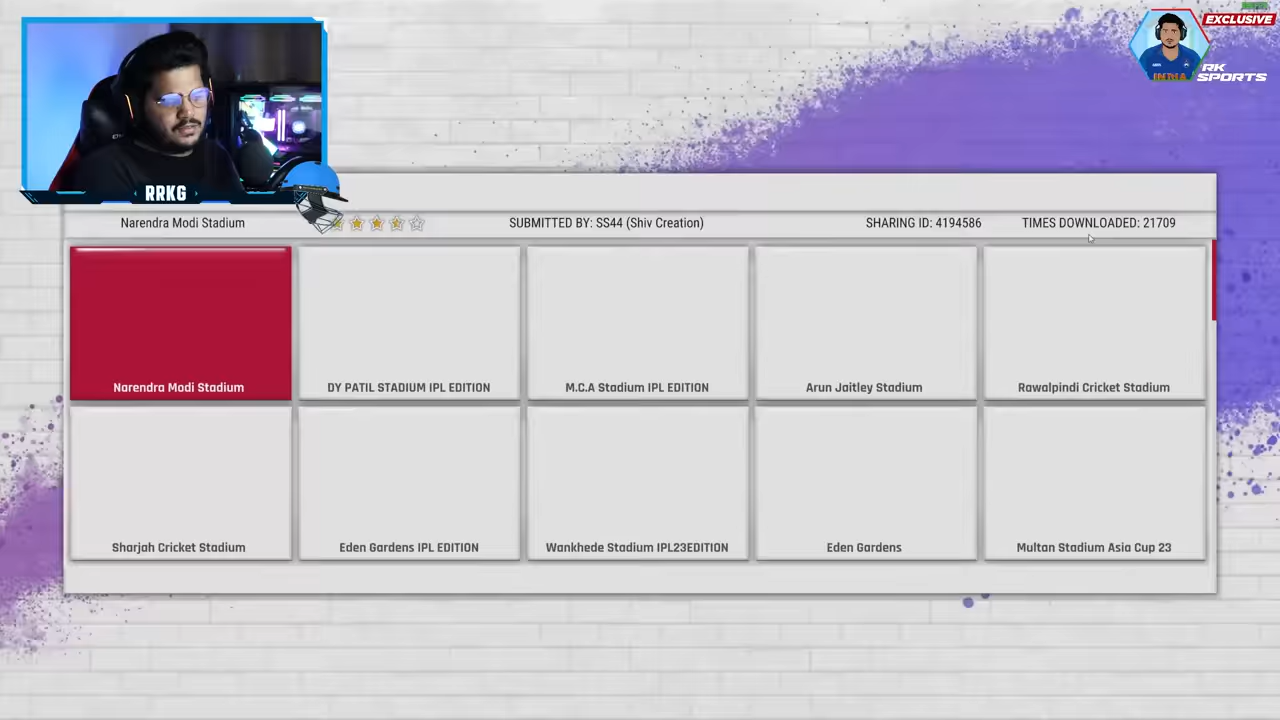 EXCLUSIVE
INDIA
RK
SPORTS
RRKG
Narendra Modi Stadium
SUBMITTED BY: SS44 (Shiv Creation)
SHARING ID: 4194586
TIMES DOWNLOADED: 21709
Narendra Modi Stadium
DY PATIL STADIUM IPL EDITION
M.C.A Stadium IPL EDITION
Arun Jaitley Stadium
Rawalpindi Cricket Stadium
Sharjah Cricket Stadium
Eden Gardens IPL EDITION
Wankhede Stadium IPL23EDITION
Eden Gardens
Multan Stadium Asia Cup 23